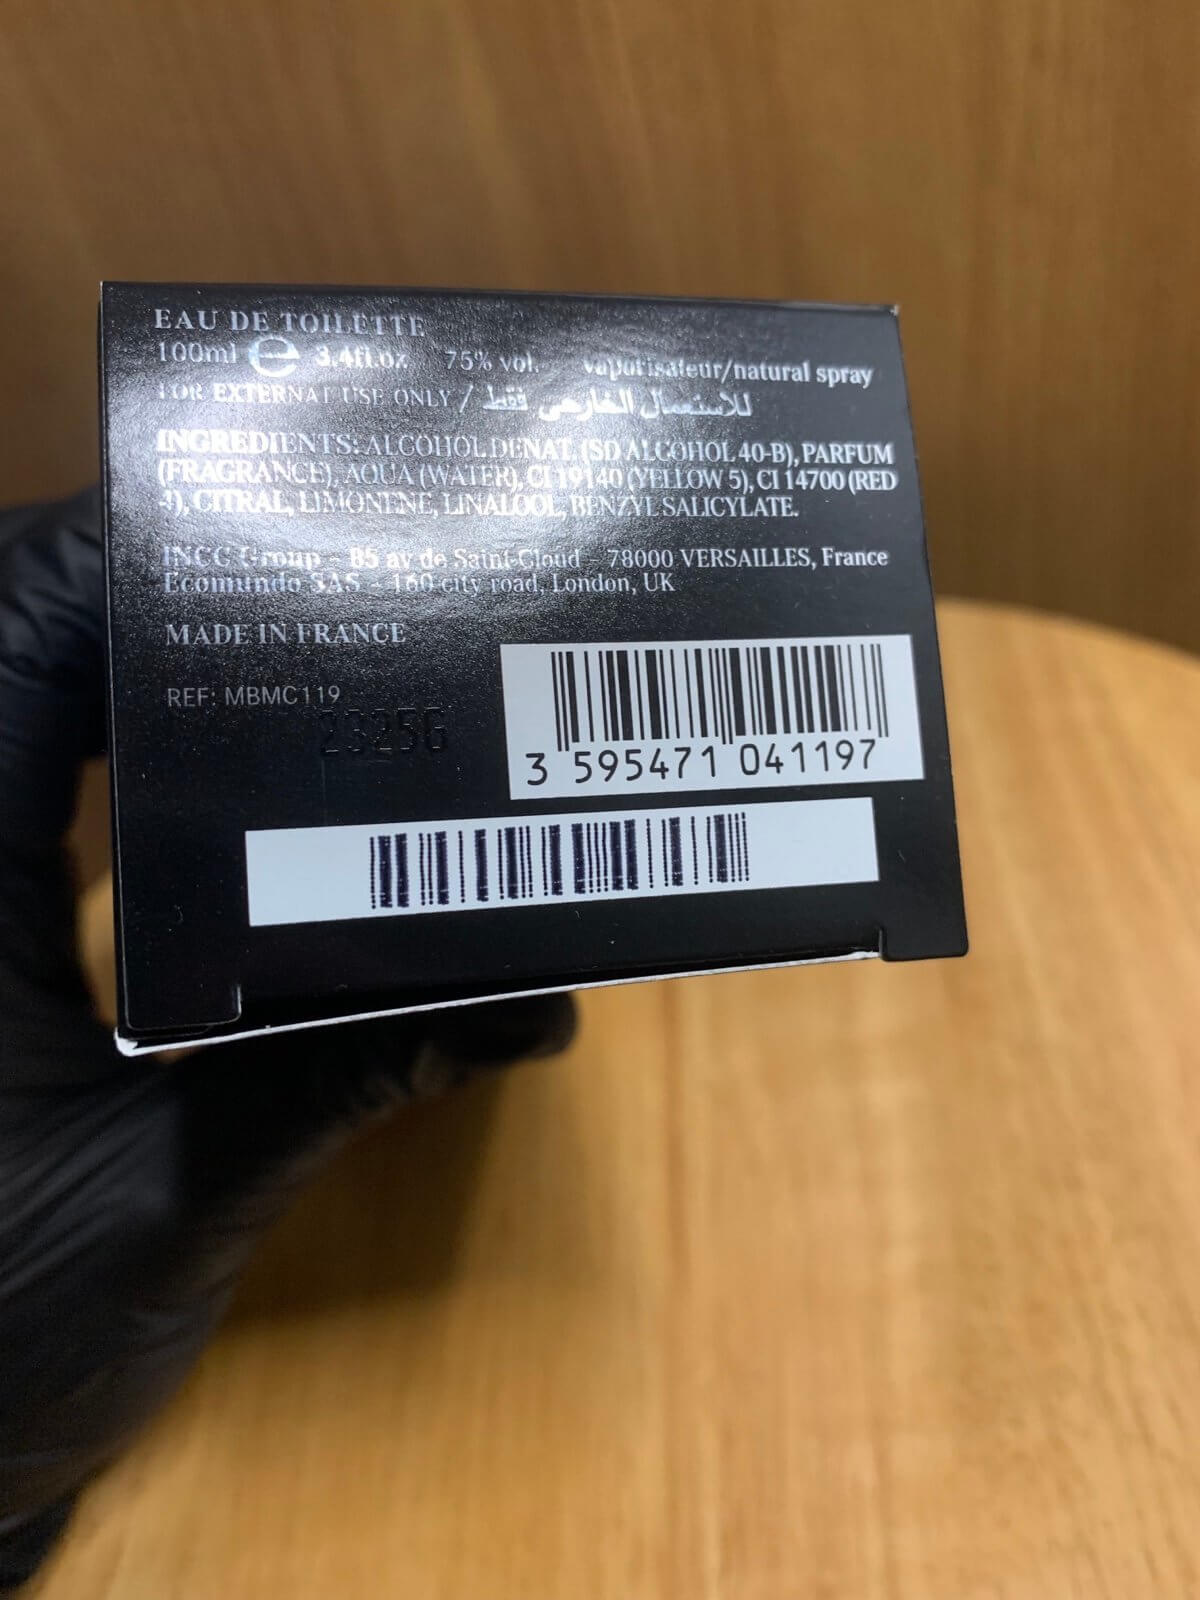 EAU DE TOILETTE
100ml e 3.4fl.oz 75% vol. vaporisateur/natural spray
FOR EXTERNAL USE ONLY / للاستعمال الخارجي فقط
INGREDIENTS: ALCOHOL DENAT. (SD ALCOHOL 40-B), PARFUM
(FRAGRANCE), AQUA (WATER), CI 19140 (YELLOW 5), CI 14700 (RED
4), CITRAL, LIMONENE, LINALOOL, BENZYL SALICYLATE.
INCC Group - 85 av de Saint-Cloud - 78000 VERSAILLES, France
Ecomundo SAS - 160 city road, London, UK
MADE IN FRANCE
REF: MBMC119
2325G
3 595471 041197